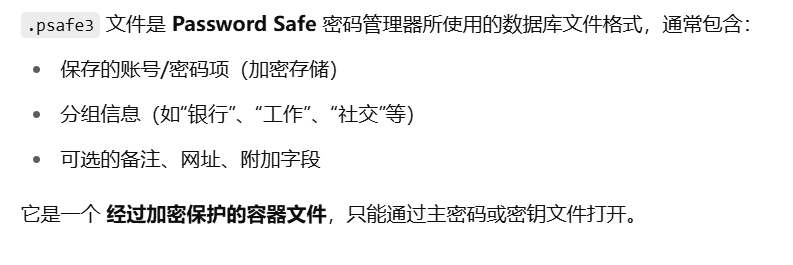 .psafe3 文件是 Password Safe 密码管理器所使用的数据库文件格式，通常包含：
• 保存的账号/密码项（加密存储）
• 分组信息（如“银行”、“工作”、“社交”等）
• 可选的备注、网址、附加字段
它是一个 经过加密保护的容器文件，只能通过主密码或密钥文件打开。